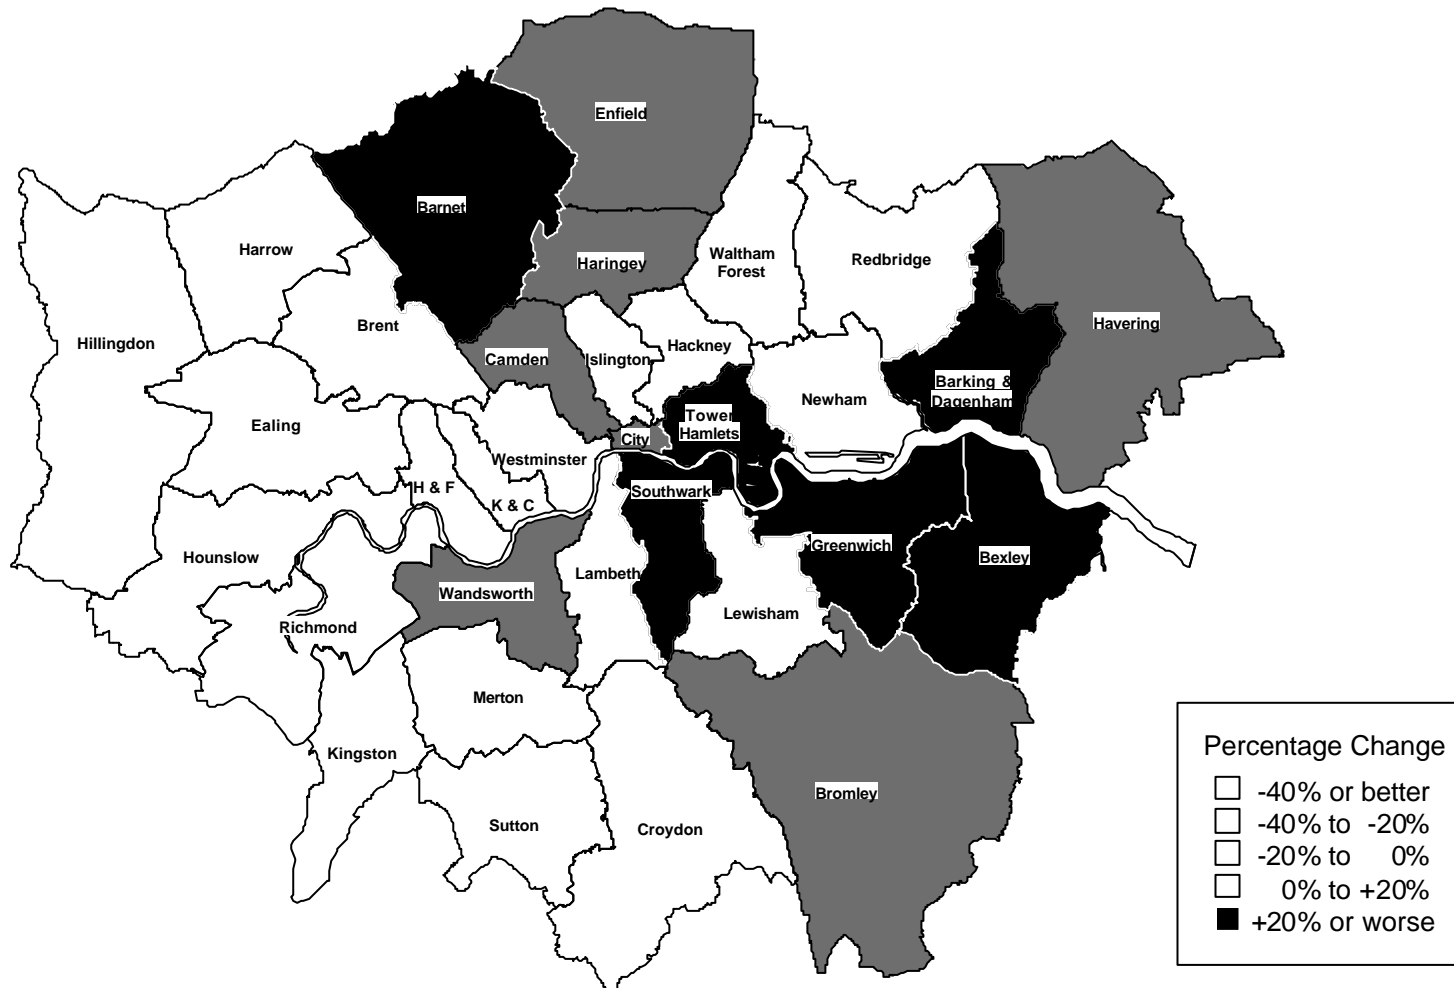 Enfield
Barnet
Harrow
Haringey
Waltham
Forest
Redbridge
Havering
Hillingdon
Brent
Camden
Islington
Hackney
Barking &
Dagenham
Newham
Ealing
Tower
Hamlets
City
Westminster
H & F
K & C
Southwark
Hounslow
Greenwich
Bexley
Lambeth
Wandsworth
Lewisham
Richmond
Merton
Kingston
Bromley
Sutton
Croydon
Percentage Change
-40% or better
-40% to -20%
-20% to 0%
0% to +20%
+20% or worse